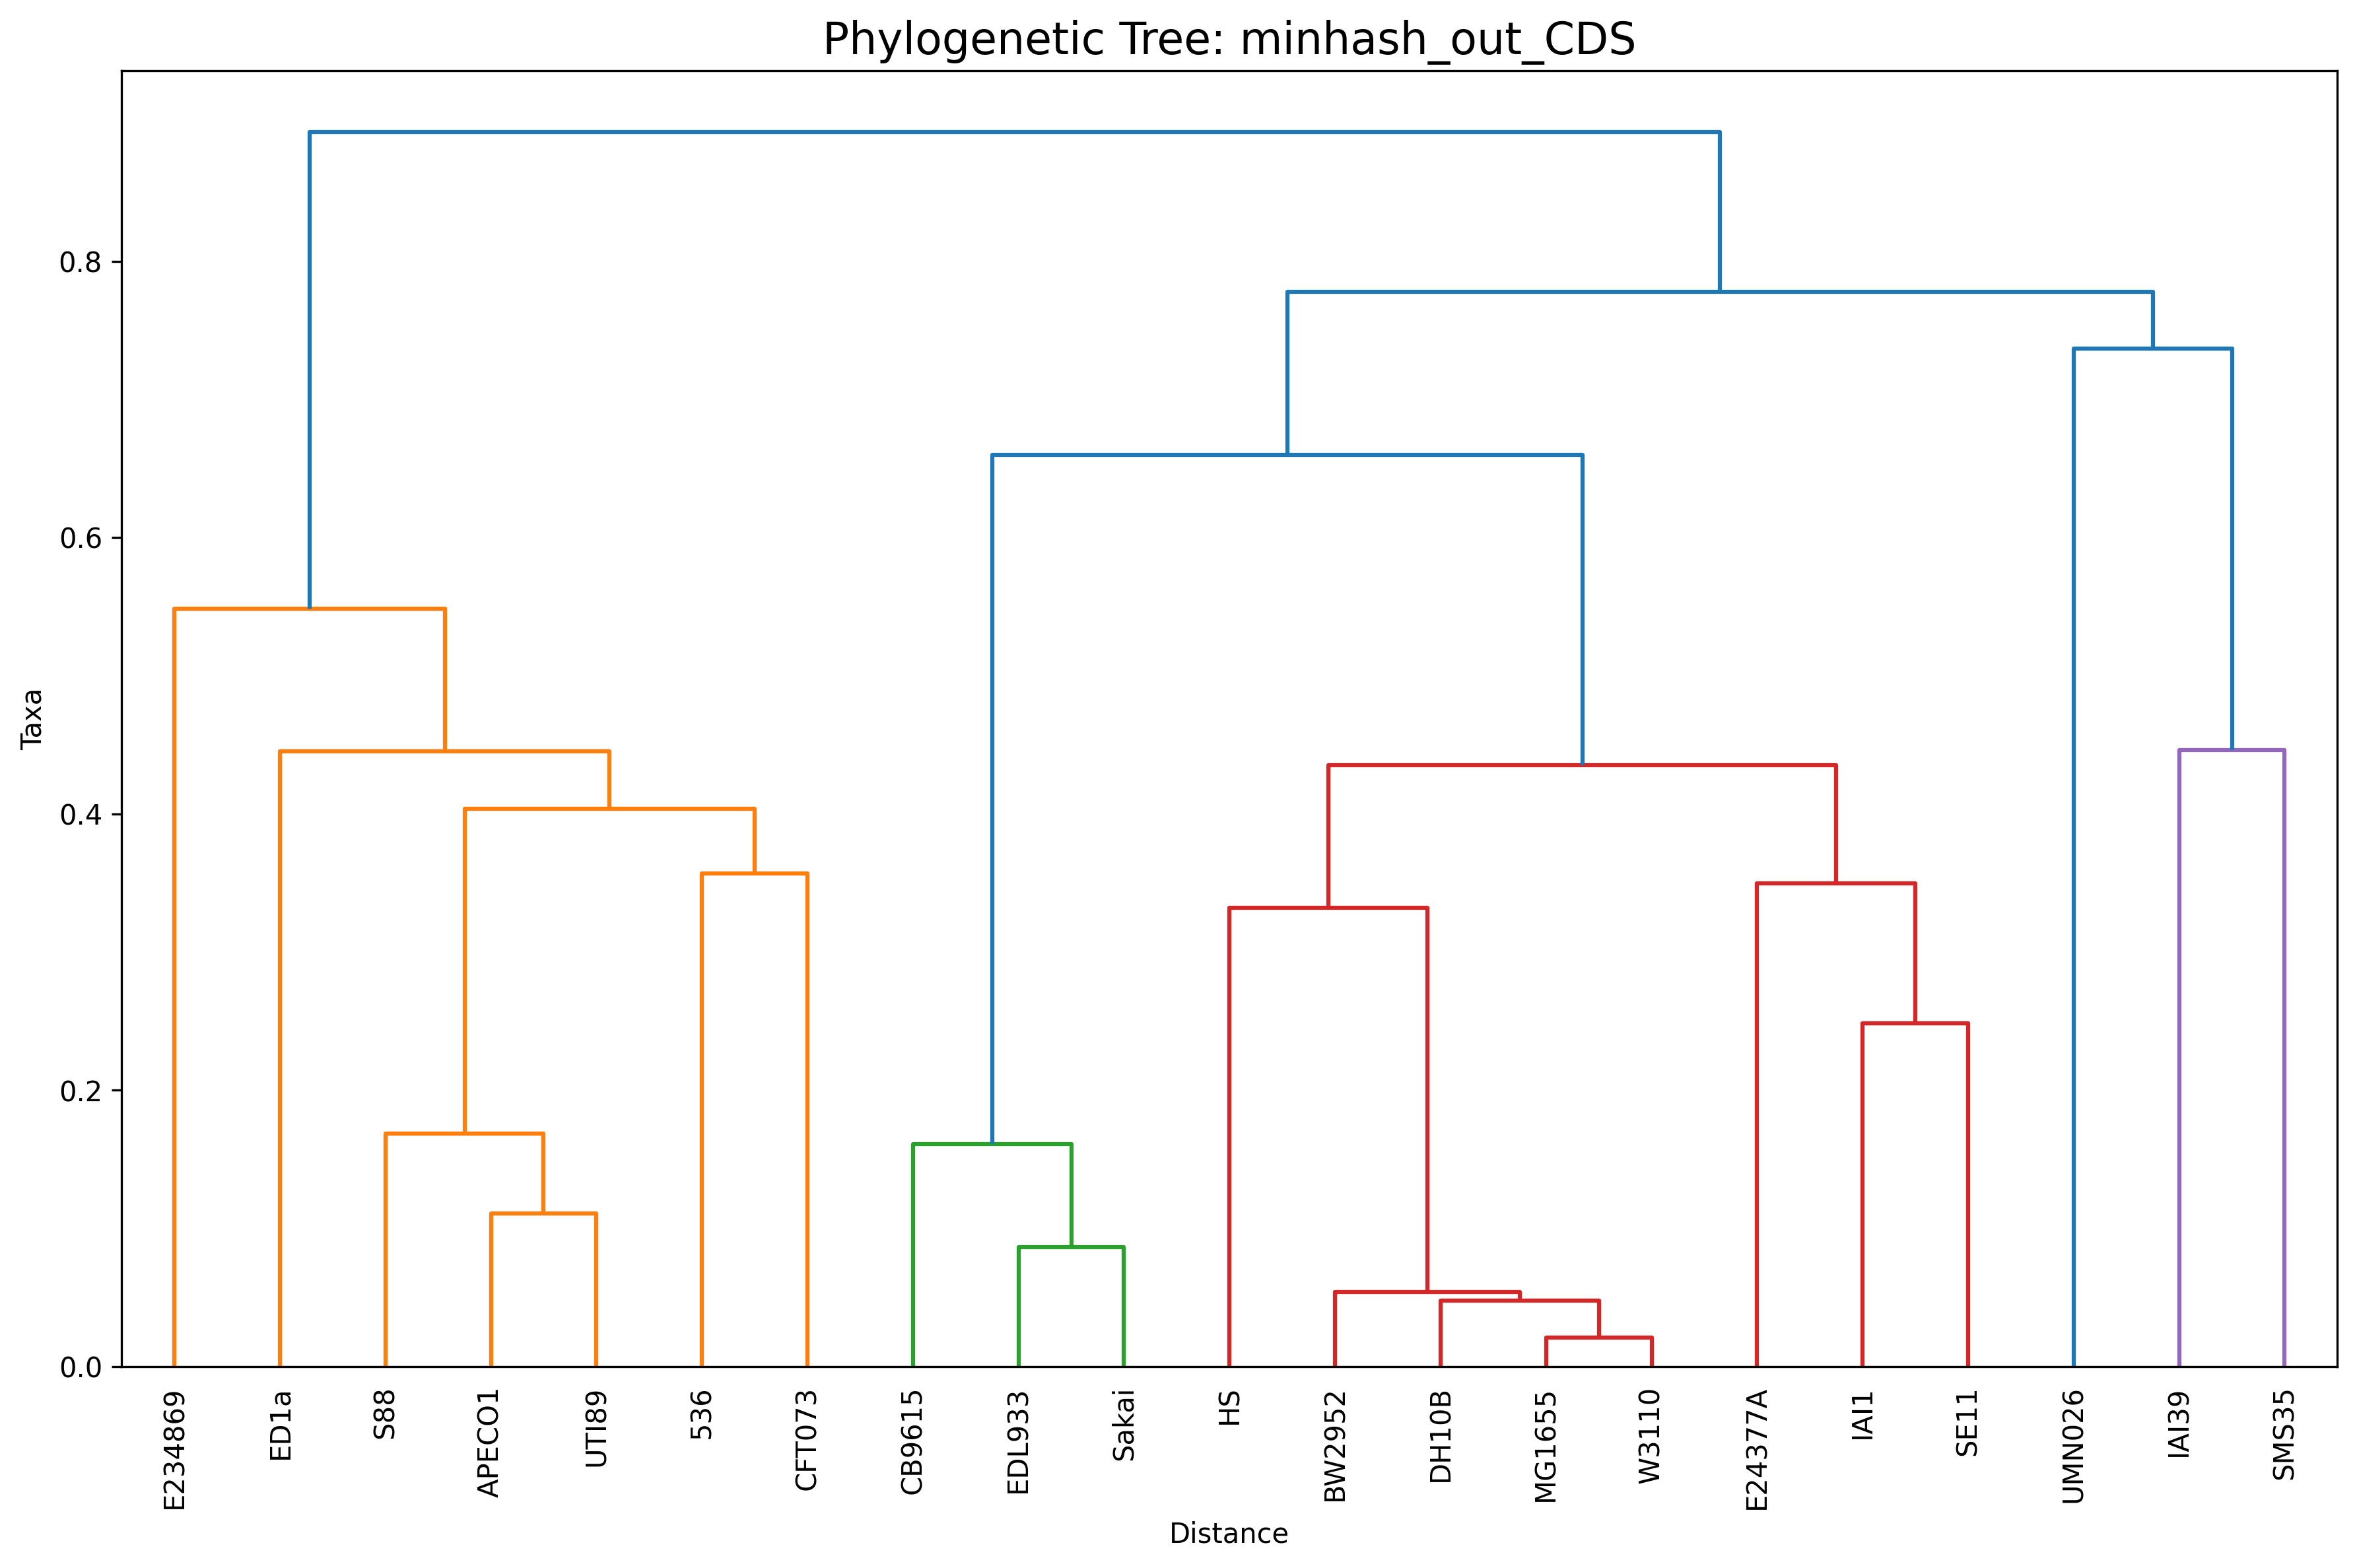 Phylogenetic Tree: minhash_out_CDS
0.8
0.6
Taxa
0.4
0.2
0.0
E234869
ED1a
S88
APECO1
UTI89
536
CFT073
CB9615
EDL933
Sakai
HS
BW2952
DH10B
MG1655
W3110
E24377A
IAI1
SE11
UMN026
IAI39
SMS35
Distance